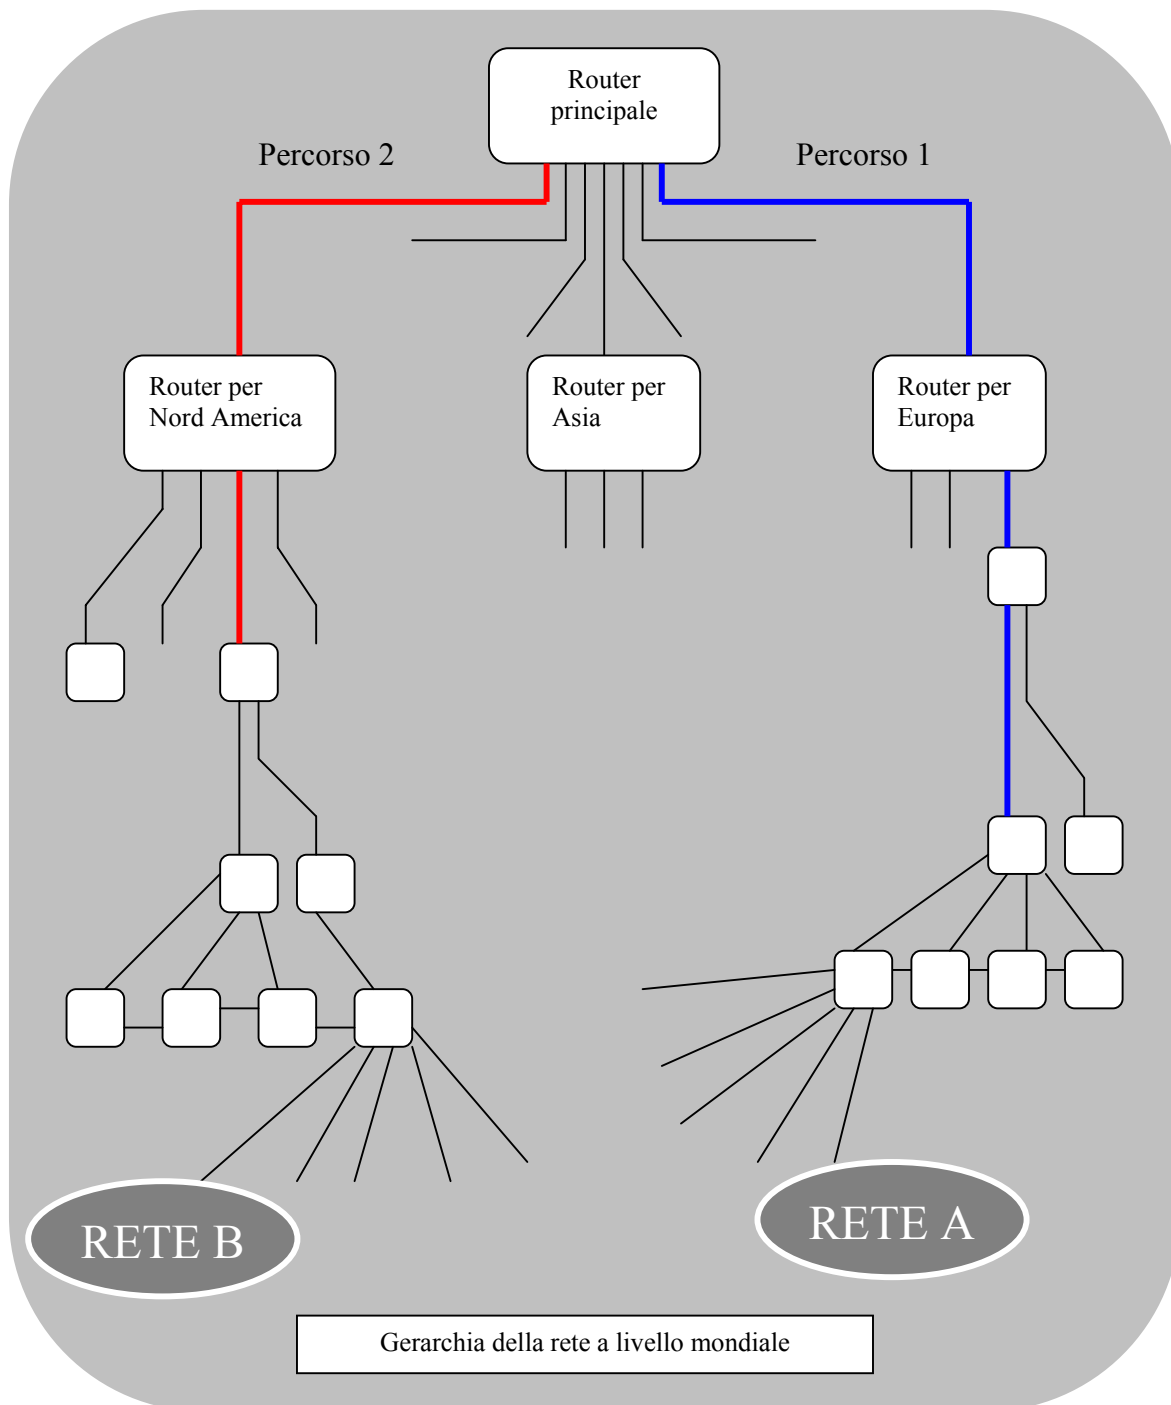 Router
principale
Percorso 2
Percorso 1
Router per
Nord America
Router per
Asia
Router per
Europa
RETE B
RETE A
Gerarchia della rete a livello mondiale